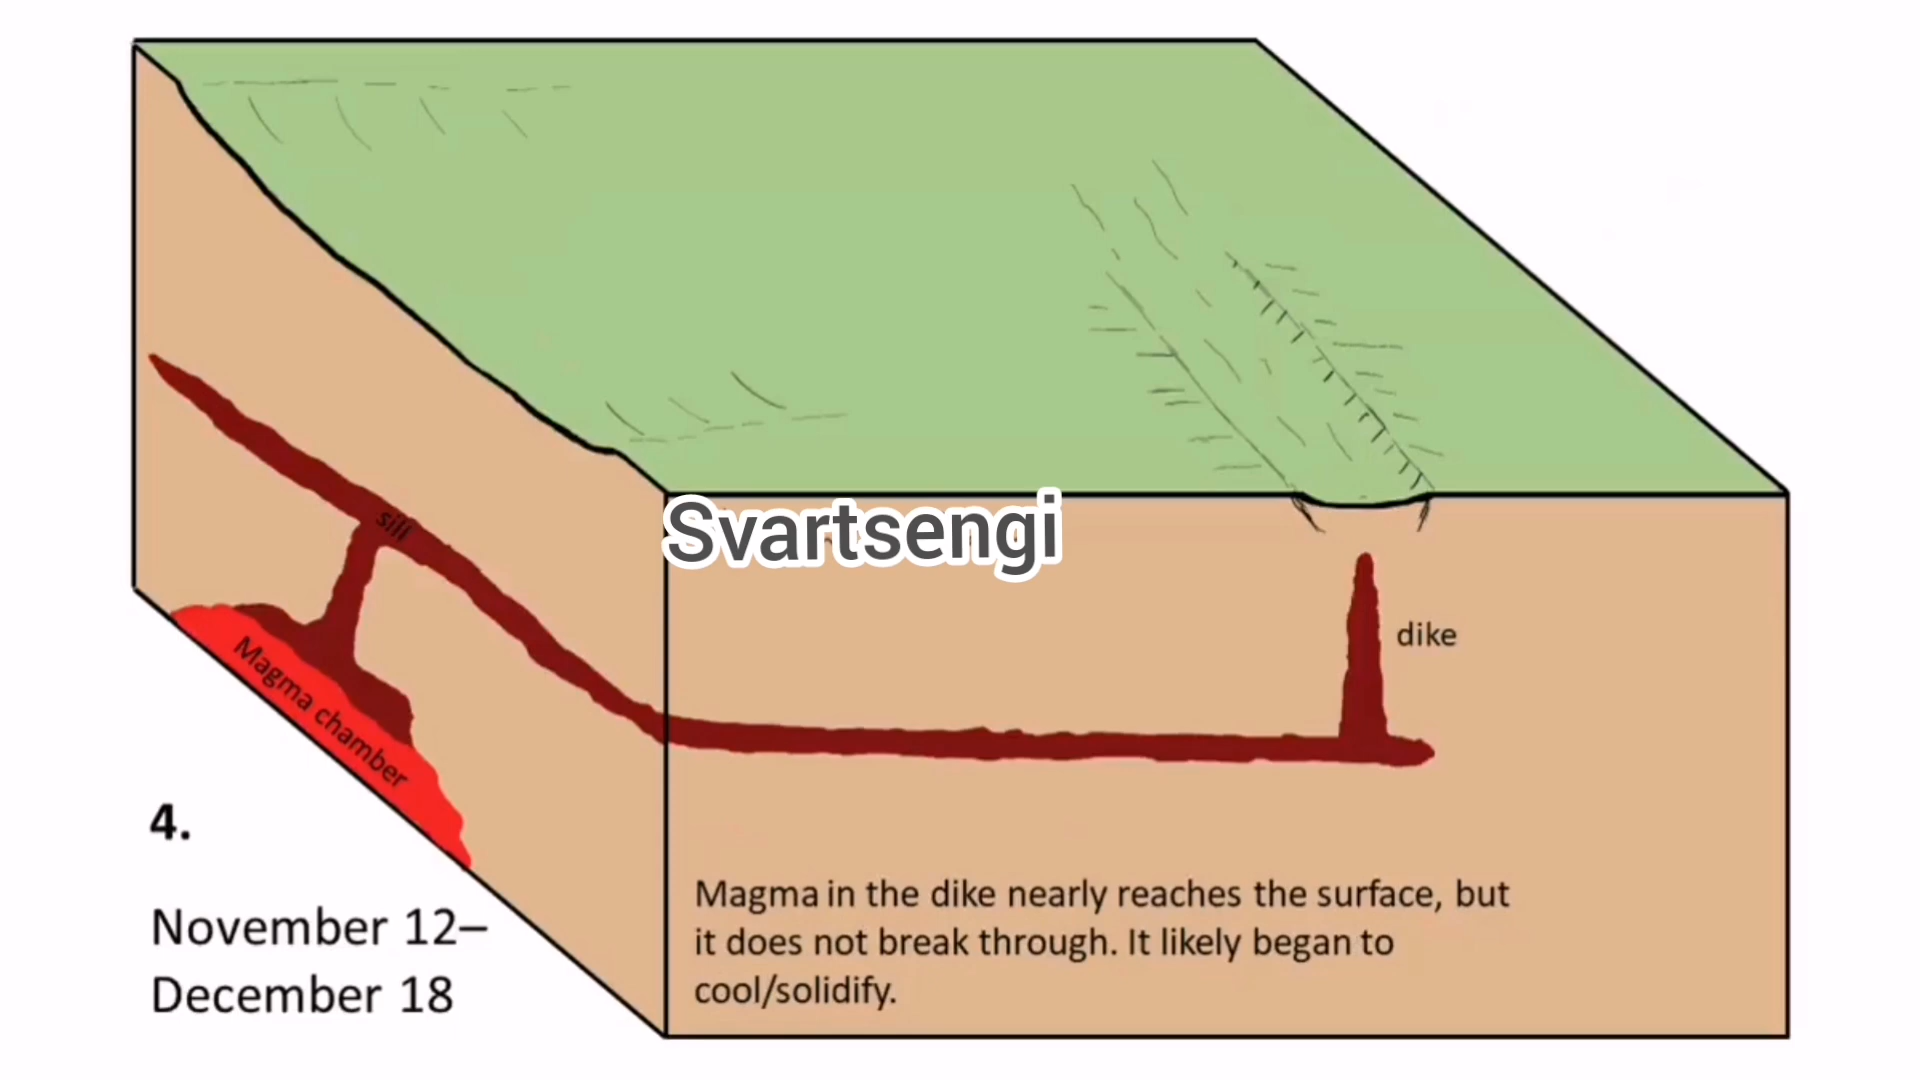 sill
Svartsengi
dike
Magma chamber
4.
November 12–
December 18
Magma in the dike nearly reaches the surface, but
it does not break through. It likely began to
cool/solidify.